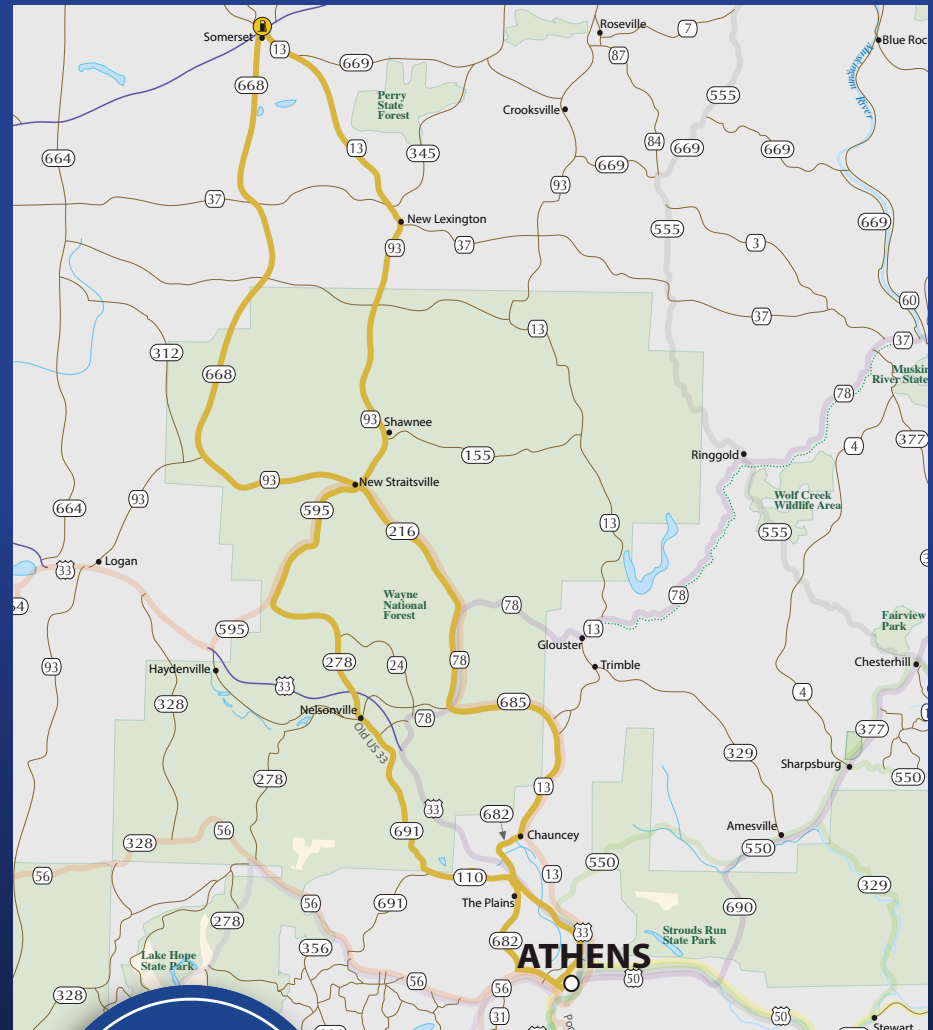 Roseville
7
Somerset
13
Blue Roc
87
669
Muskingum River
668
Perry
State
Forest
555
Crooksville
84
669
669
13
345
664
669
93
37
New Lexington
669
555
93
37
3
60
37
13
37
312
Muskin
River State
668
78
93
Shawnee
4
377
155
Ringgold
93
New Straitsville
93
Wolf Creek
Wildlife Area
664
595
216
13
555
Logan
33
Wayne
National
Forest
78
64
78
Fairview
Park
595
13
Glouster
278
24
78
Trimble
Chesterhill
93
Haydenville
33
4
328
685
Nelsonville
78
377
Old US 33
329
Sharpsburg
278
13
550
33
682
56
691
Chauncey
Amesville
328
550
550
56
110
13
329
56
691
The Plains
690
278
33
682
Strouds Run
State Park
356
ATHENS
Lake Hope
State Park
56
50
328
56
31
50
Stewart